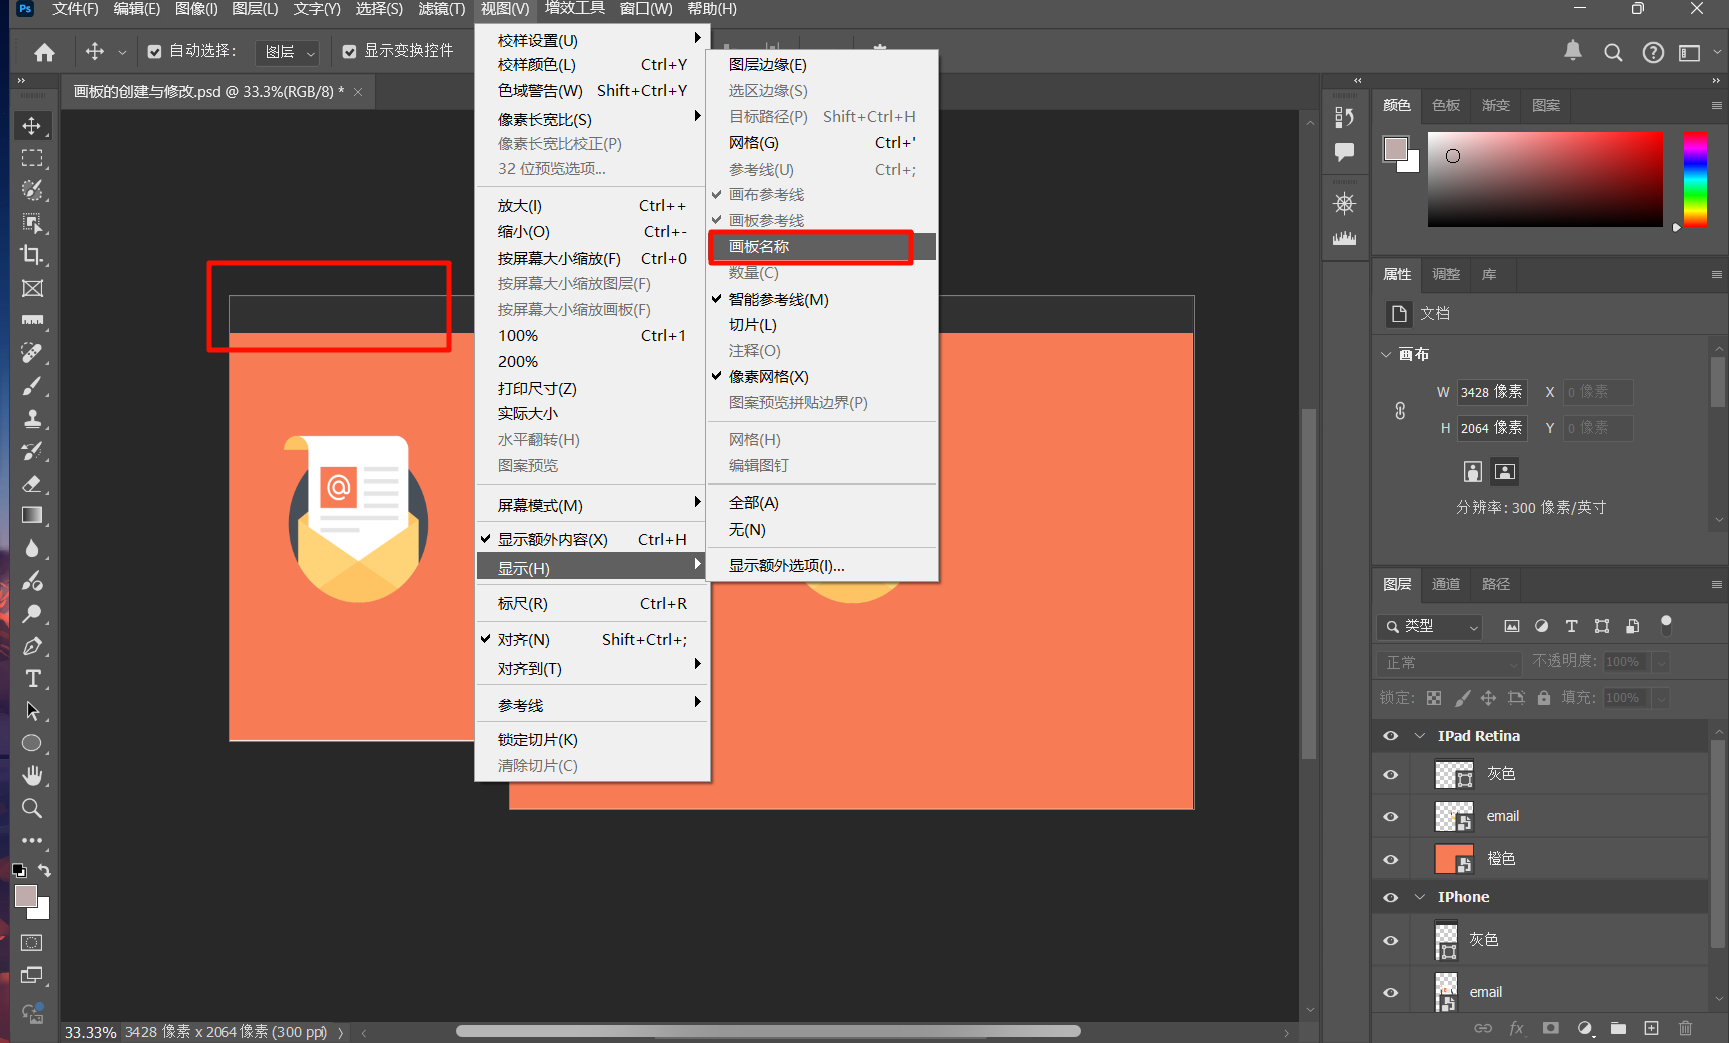 Ps 文件(F) 编辑(E) 图像(I) 图层(L) 文字(Y) 选择(S) 滤镜(T) 视图(V) 增效工具 窗口(W) 帮助(H)
自动选择: 图层 显示变换控件
画板的创建与修改.psd @ 33.3%(RGB/8) * ×
校样设置(U)
校样颜色(L) Ctrl+Y
色域警告(W) Shift+Ctrl+Y
像素长宽比(S)
像素长宽比校正(P)
32 位预览选项...
放大(I) Ctrl++
缩小(O) Ctrl+-
按屏幕大小缩放(F) Ctrl+0
按屏幕大小缩放图层(F)
按屏幕大小缩放画板(F)
100% Ctrl+1
200%
打印尺寸(Z)
实际大小
水平翻转(H)
图案预览
屏幕模式(M)
显示额外内容(X) Ctrl+H
显示(H)
标尺(R) Ctrl+R
对齐(N) Shift+Ctrl+;
对齐到(T)
参考线
锁定切片(K)
清除切片(C)
图层边缘(E)
选区边缘(S)
目标路径(P) Shift+Ctrl+H
网格(G) Ctrl+'
参考线(U) Ctrl+;
画布参考线
画板参考线
画板名称
数量(C)
智能参考线(M)
切片(L)
注释(O)
像素网格(X)
图案预览拼贴边界(P)
网格(H)
编辑图钉
全部(A)
无(N)
显示额外选项(I)...
@
颜色 色板 渐变 图案
属性 调整 库
文档
画布
W 3428 像素 X 0 像素
H 2064 像素 Y 0 像素
分辨率: 300 像素/英寸
图层 通道 路径
类型
正常 不透明度: 100%
锁定: 填充: 100%
IPad Retina
灰色
email
橙色
IPhone
灰色
email
fx
33.33% 3428 像素 x 2064 像素 (300 ppi)